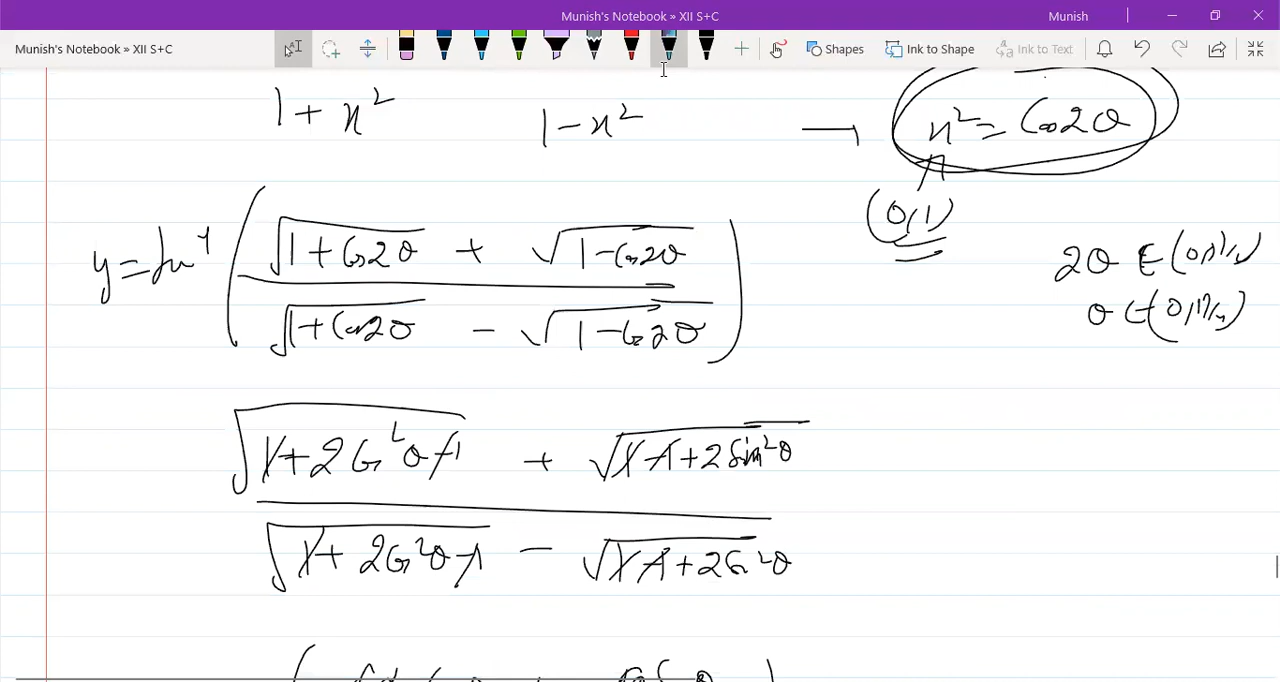 Munish's Notebook » XII S+C
Munish
Munish's Notebook » XII S+C
Shapes
Ink to Shape
Ink to Text
1 + x²
1 - x²
→ x² = Cos2θ
(0,1)
y = tan⁻¹ ( (√(1+Cos2θ) + √(1-Cos2θ)) / (√(1+Cos2θ) - √(1-Cos2θ)) )
2θ ∈ (0,π/2)
θ ∈ (0,π/4)
√(1+2Cos²θ-1) + √(1-1+2Sin²θ)
√(1+2Cos²θ-1) - √(1-1+2Cos²θ)